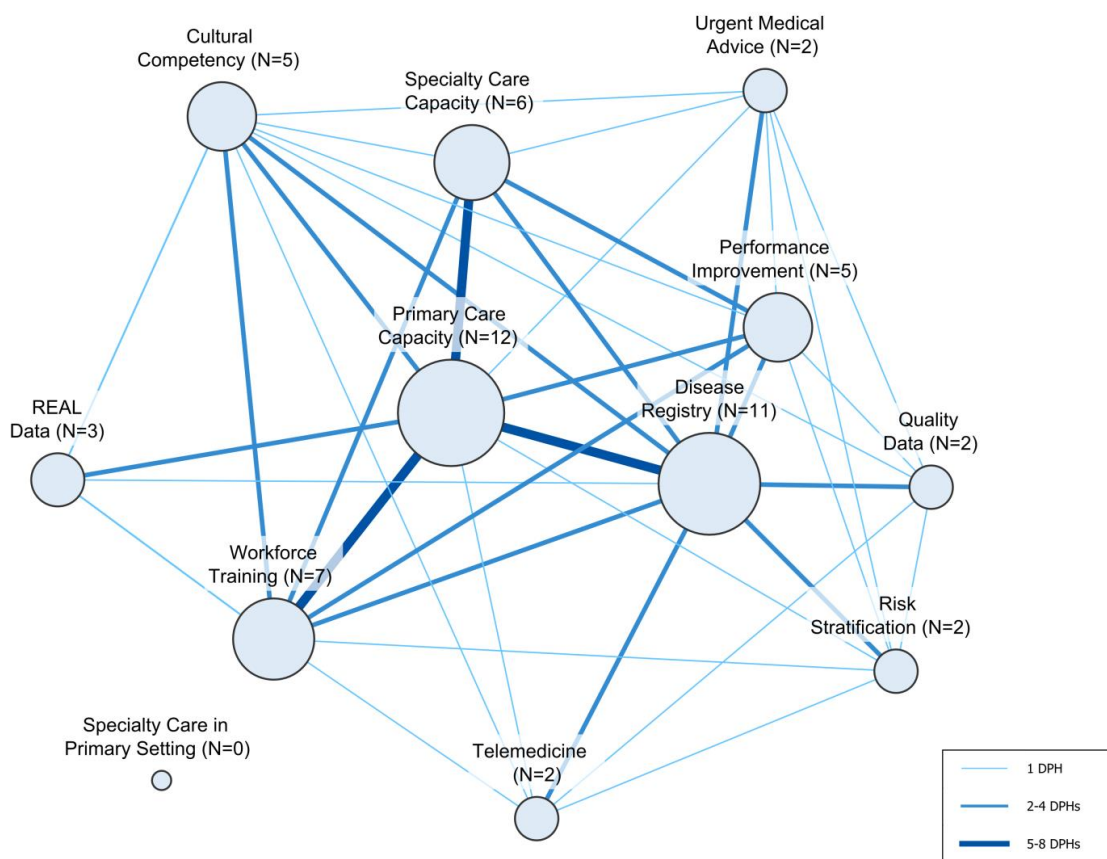 Cultural
Competency (N=5)
Urgent Medical
Advice (N=2)
Specialty Care
Capacity (N=6)
Performance
Improvement (N=5)
Primary Care
Capacity (N=12)
Disease
Registry (N=11)
REAL
Data (N=3)
Quality
Data (N=2)
Workforce
Training (N=7)
Risk
Stratification (N=2)
Specialty Care in
Primary Setting (N=0)
Telemedicine
(N=2)
1 DPH
2-4 DPHs
5-8 DPHs